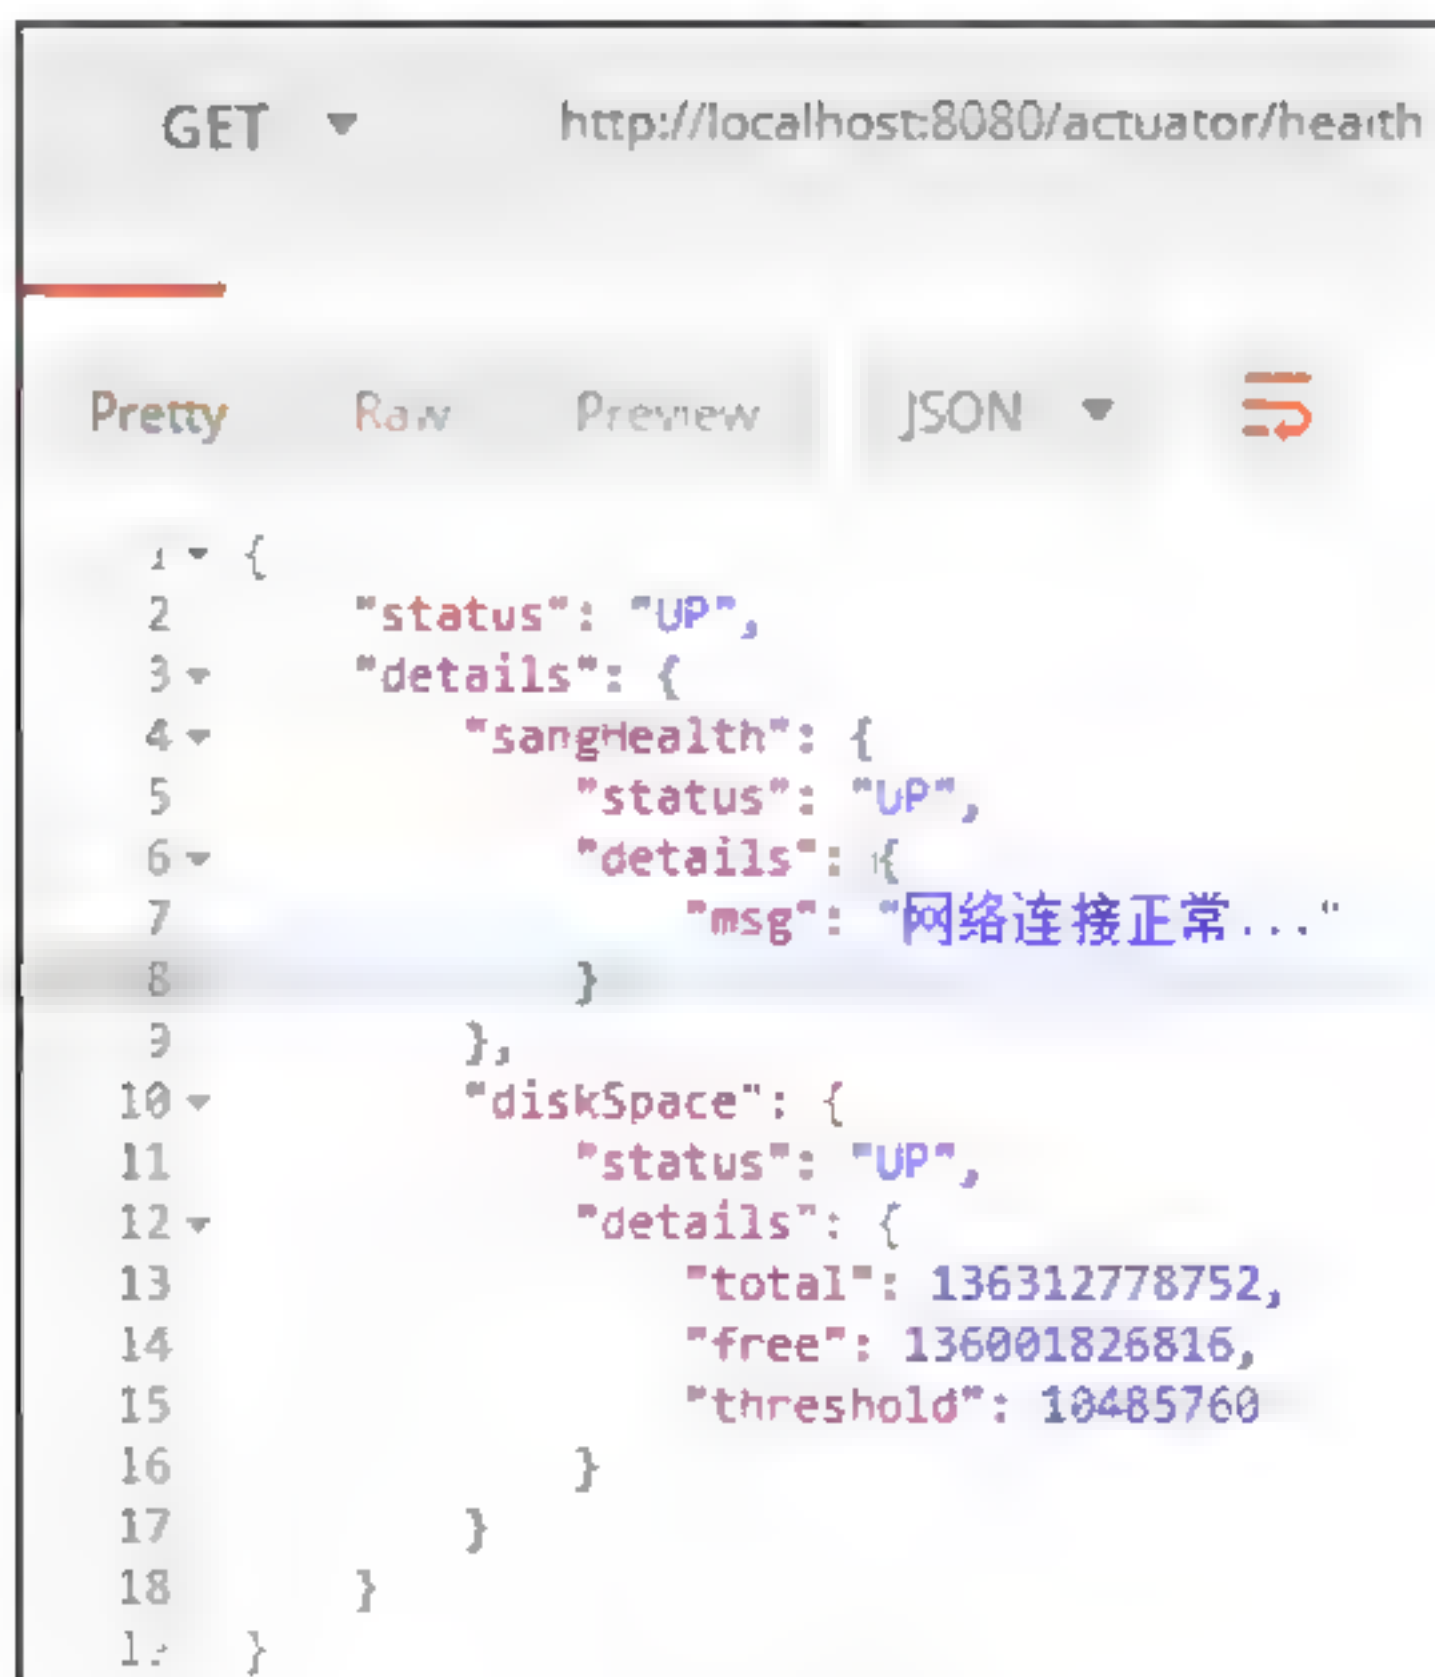 GET http://localhost:8080/actuator/health
Pretty Raw Preview JSON
1 {
2 "status": "UP",
3 "details": {
4 "sangHealth": {
5 "status": "UP",
6 "details": {
7 "msg": "网络连接正常..."
8 }
9 },
10 "diskSpace": {
11 "status": "UP",
12 "details": {
13 "total": 136312778752,
14 "free": 136001826816,
15 "threshold": 10485760
16 }
17 }
18 }
19 }